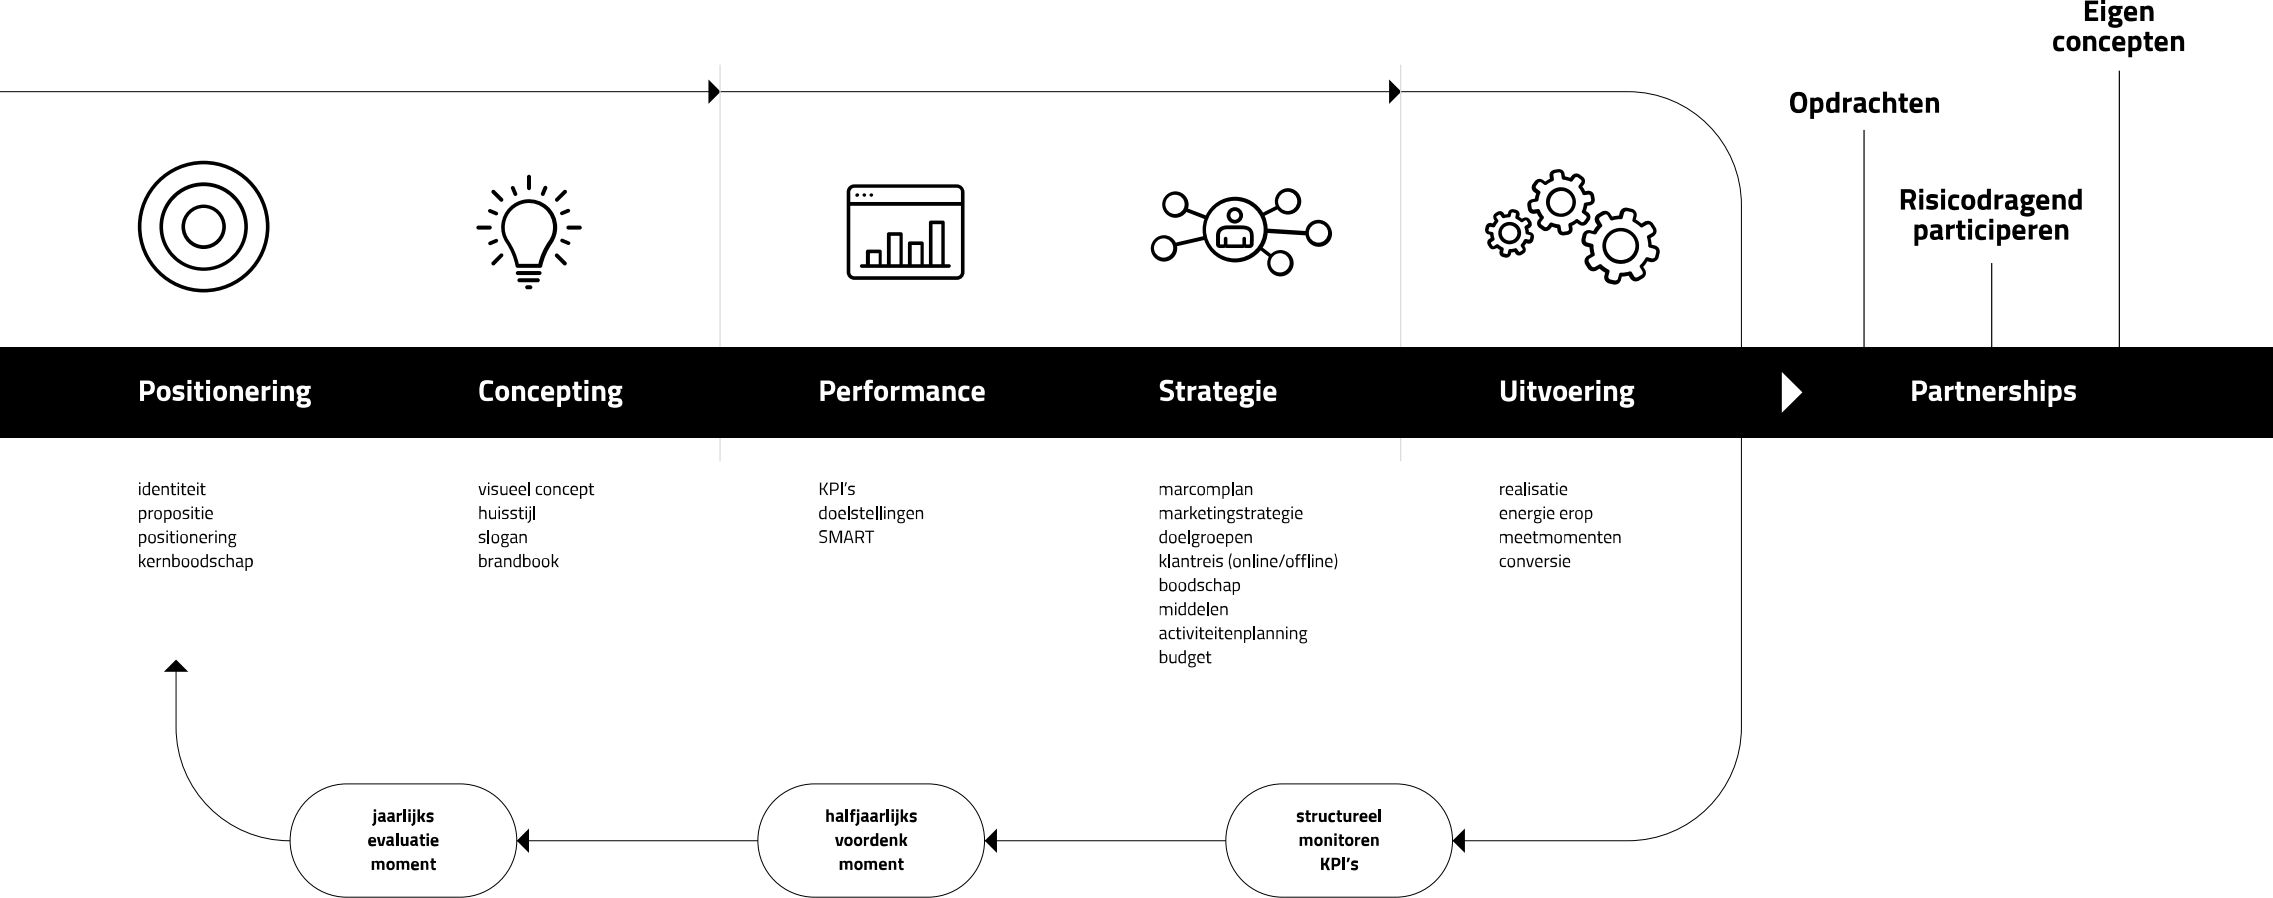 Eigen
concepten
Opdrachten
Risicodragend
participeren
Positionering
Concepting
Performance
Strategie
Uitvoering
Partnerships
identiteit
propositie
positionering
kernboodschap
visueel concept
huisstijl
slogan
brandbook
KPI's
doelstellingen
SMART
marcomplan
marketingstrategie
doelgroepen
klantreis (online/offline)
boodschap
middelen
activiteitenplanning
budget
realisatie
energie erop
meetmomenten
conversie
jaarlijks
evaluatie
moment
halfjaarlijks
voordenk
moment
structureel
monitoren
KPI's